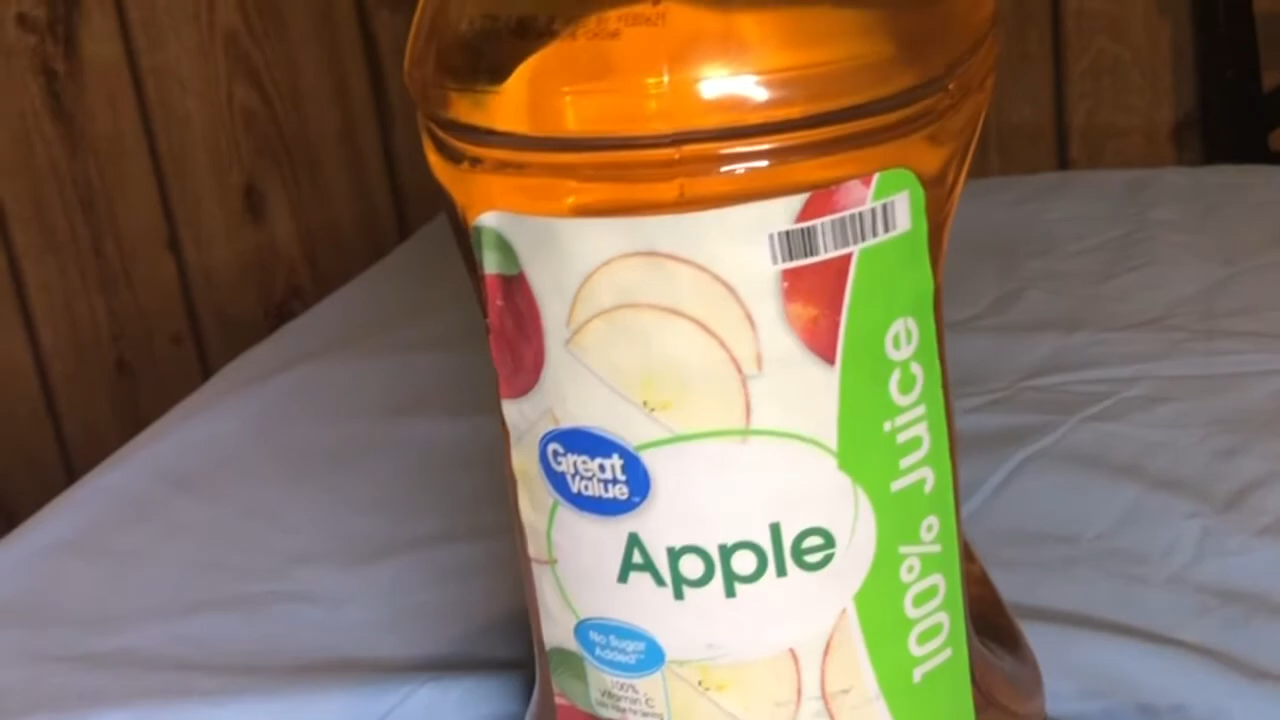 Great
Value
Apple
100% Juice
No Sugar
Added**
100%
Vitamin C